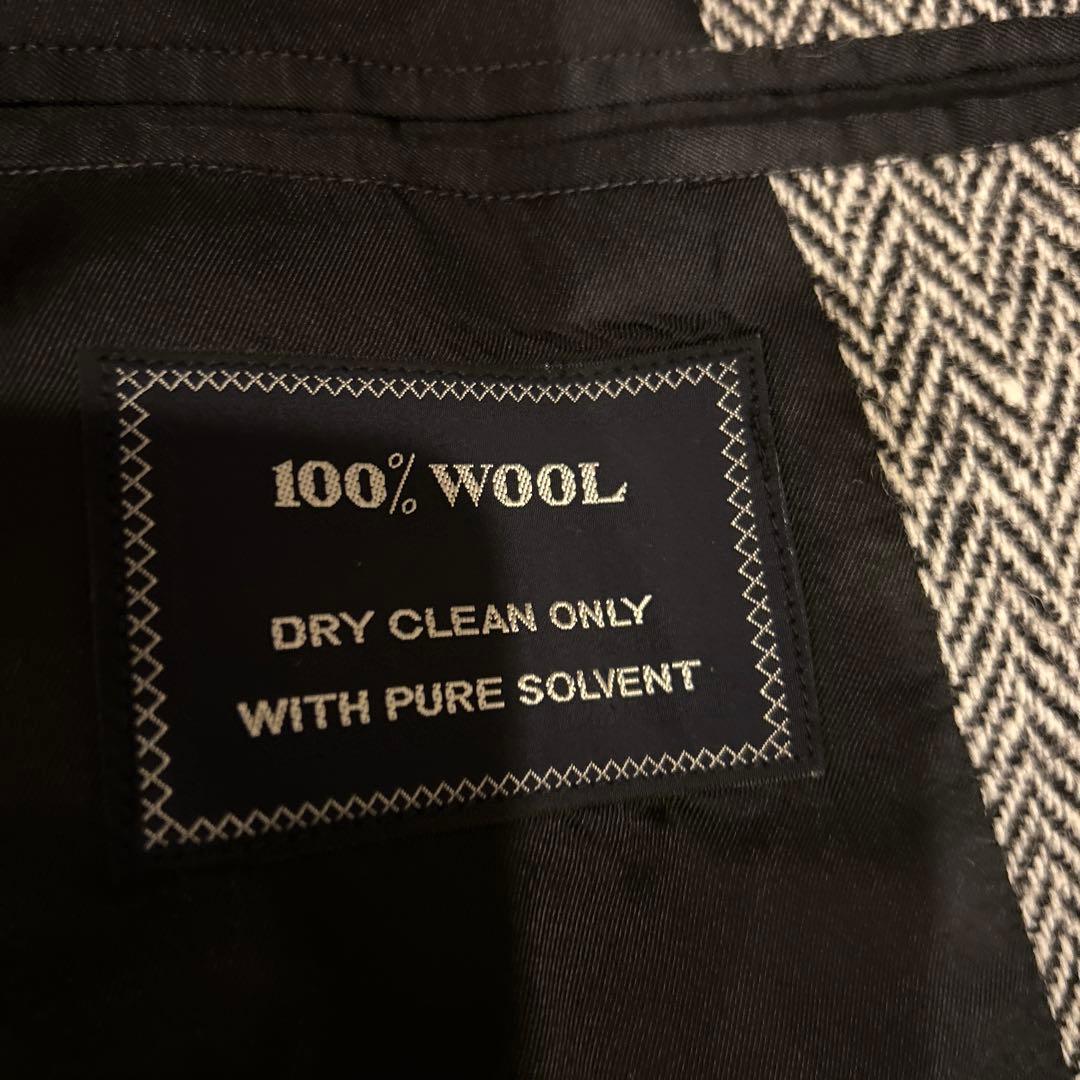 100% WOOL
DRY CLEAN ONLY
WITH PURE SOLVENT